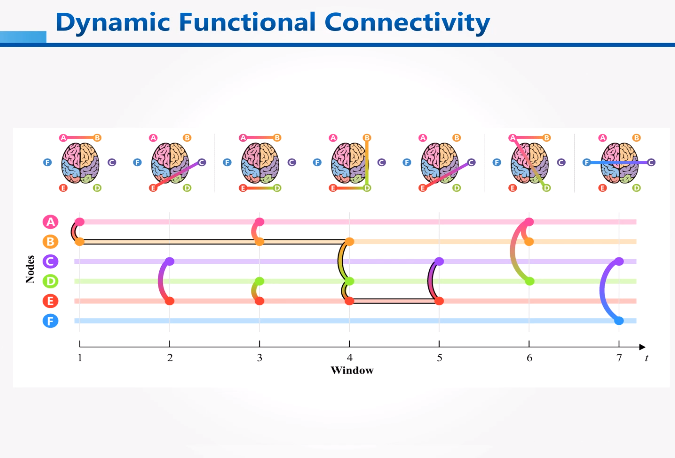 Dynamic Functional Connectivity
A B A B A B A B A B A B A B
F C F C F C F C F C F C F C
E D E D E D E D E D E D E D
A
B
C
D
E
F
Nodes
1 2 3 4 5 6 7 t
Window